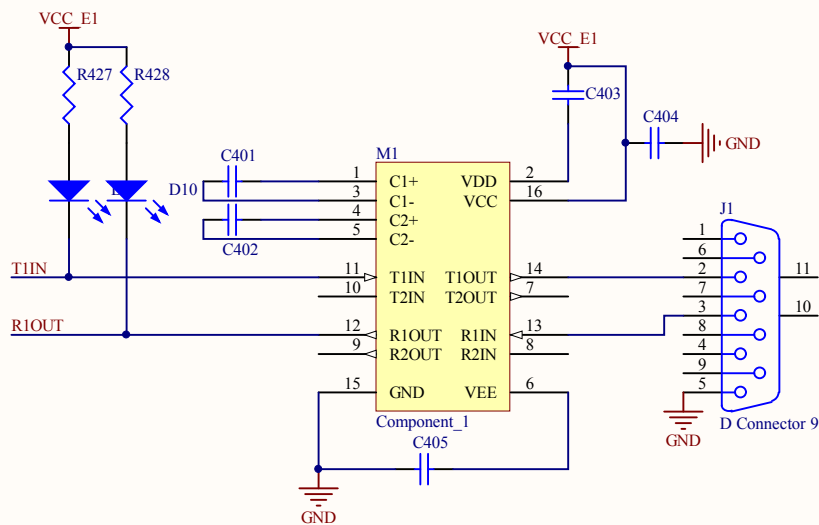 VCC_E1
R427 R428
D10
T1IN
R1OUT
C401
C402
M1
1 C1+ VDD 2
3 C1- VCC 16
4 C2+
5 C2-
11 T1IN T1OUT 14
10 T2IN T2OUT 7
12 R1OUT R1IN 13
9 R2OUT R2IN 8
15 GND VEE 6
Component_1
C405
GND
VCC_E1
C403
C404
GND
J1
1
6
2
7
3
8
4
9
5
11
10
GND
D Connector 9